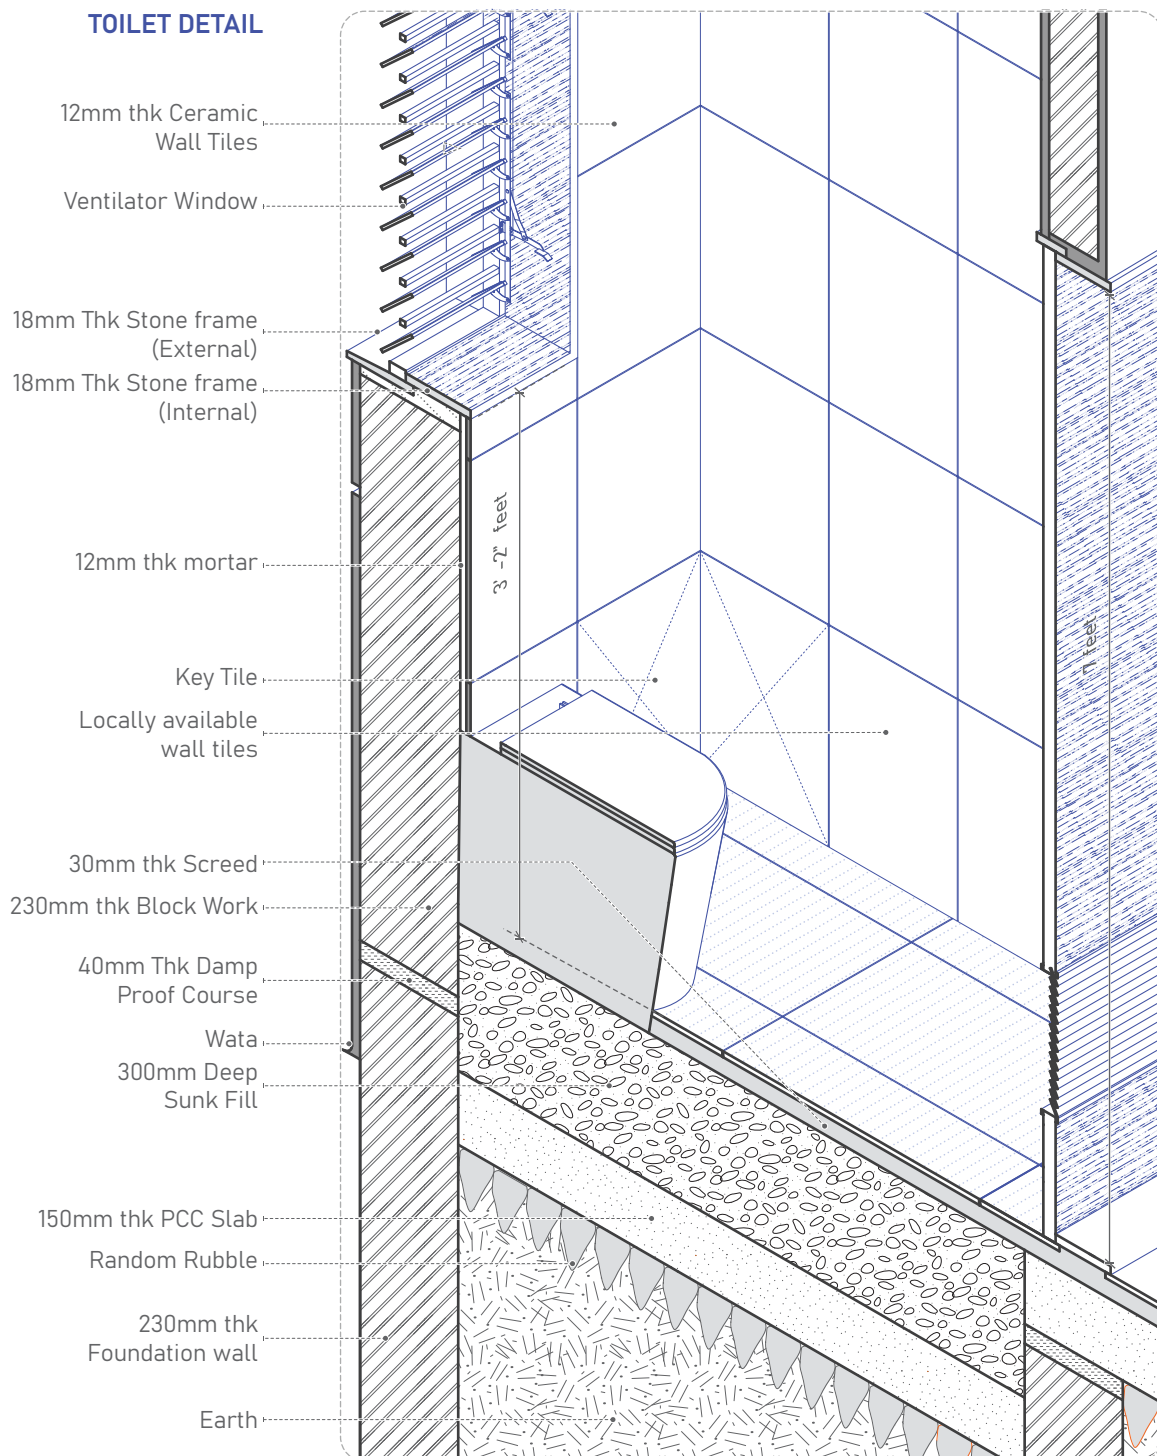 TOILET DETAIL
12mm thk Ceramic
Wall Tiles
Ventilator Window
18mm Thk Stone frame
(External)
18mm Thk Stone frame
(Internal)
12mm thk mortar
3' -2" feet
Key Tile
Locally available
wall tiles
7 feet
30mm thk Screed
230mm thk Block Work
40mm Thk Damp
Proof Course
Wata
300mm Deep
Sunk Fill
150mm thk PCC Slab
Random Rubble
230mm thk
Foundation wall
Earth